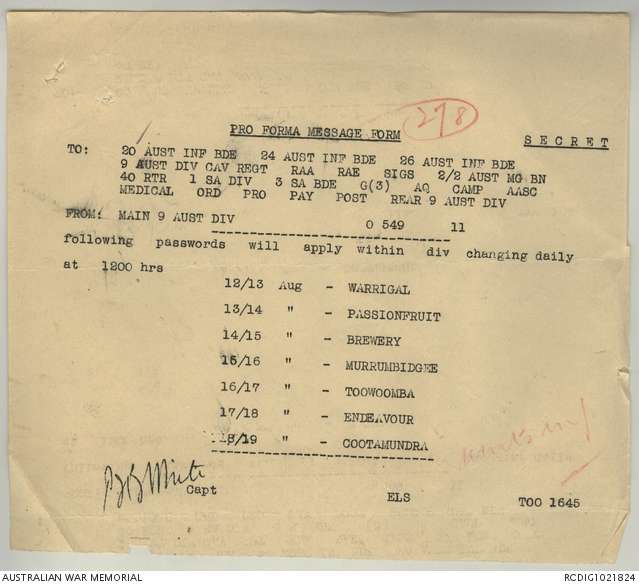 278
PRO FORMA MESSAGE FORM
SECRET
TO: 20 AUST INF BDE 24 AUST INF BDE 26 AUST INF BDE
9 AUST DIV CAV REGT RAA RAE SIGS 2/2 AUST MG BN
40 RTR 1 SA DIV 3 SA BDE G(3) AQ CAMP AASC
MEDICAL ORD PRO PAY POST REAR 9 AUST DIV
FROM: MAIN 9 AUST DIV O 549 11
following passwords will apply within div changing daily
at 1200 hrs
12/13 Aug - WARRIGAL
13/14 " - PASSIONFRUIT
14/15 " - BREWERY
15/16 " - MURRUMBIDGEE
16/17 " - TOOWOOMBA
17/18 " - ENDEAVOUR
18/19 " - COOTAMUNDRA
Capt ELS TOO 1645
AUSTRALIAN WAR MEMORIAL RCDIG1021824